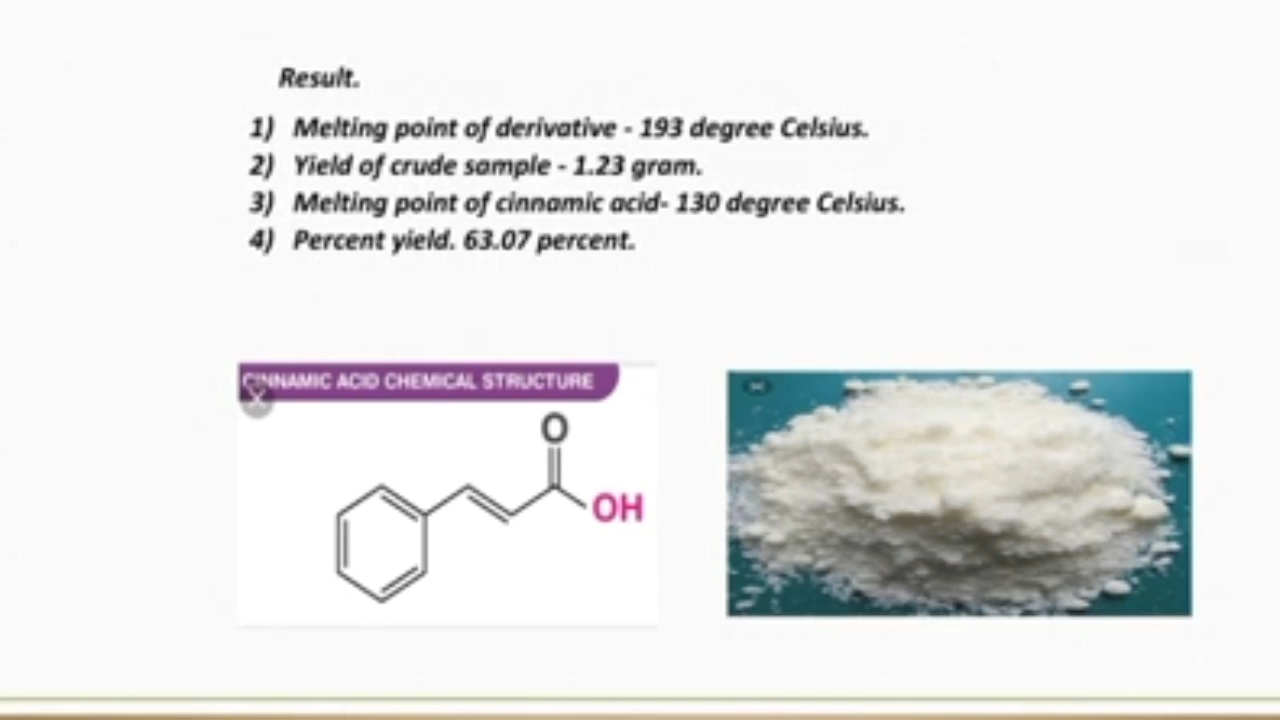 Result.
1) Melting point of derivative - 193 degree Celsius.
2) Yield of crude sample - 1.23 gram.
3) Melting point of cinnamic acid- 130 degree Celsius.
4) Percent yield. 63.07 percent.
CINNAMIC ACID CHEMICAL STRUCTURE
O
OH